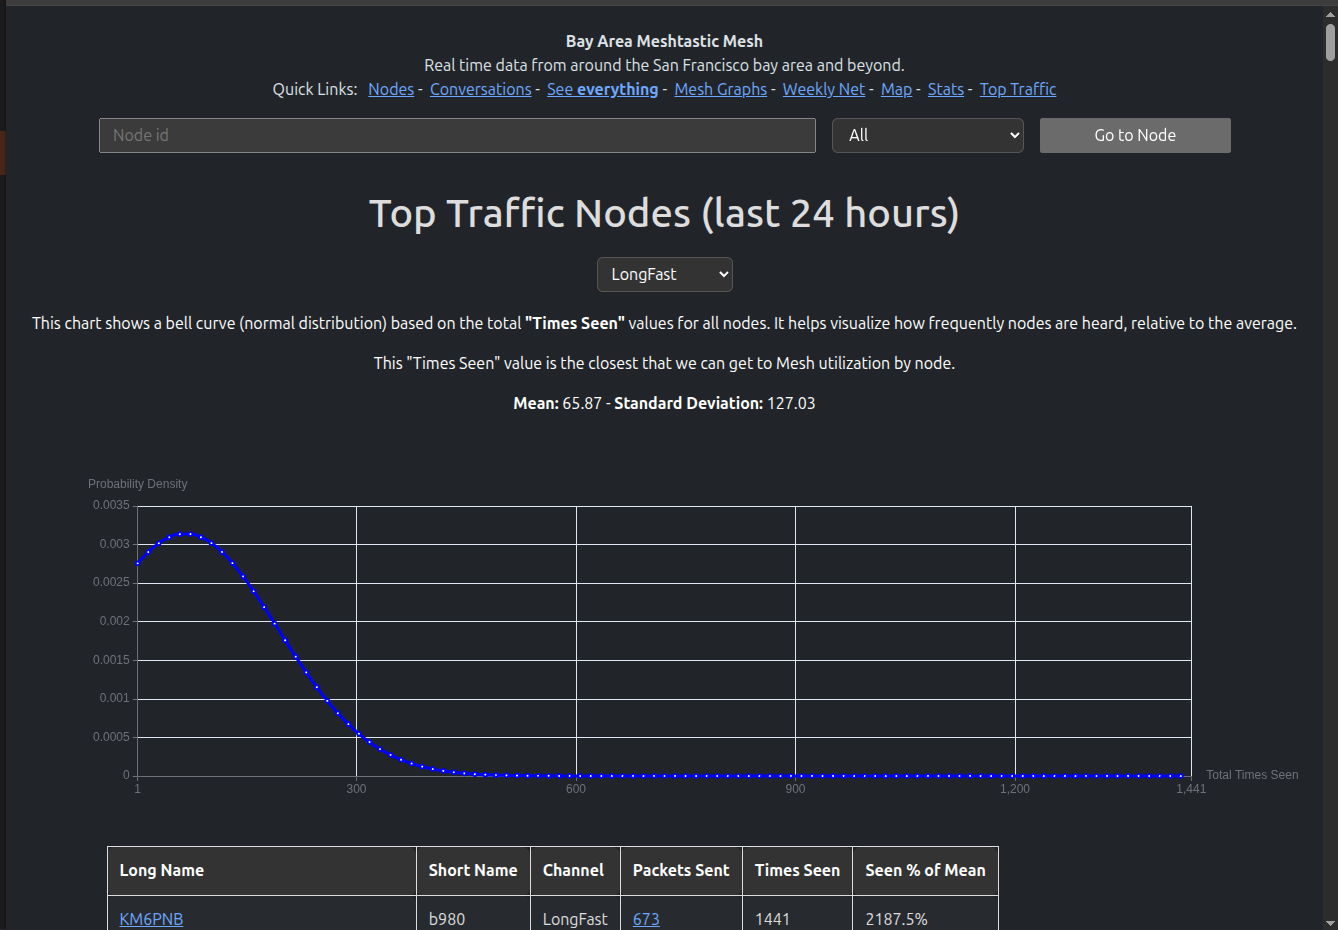 Bay Area Meshtastic Mesh
Real time data from around the San Francisco bay area and beyond.
Quick Links: Nodes - Conversations - See everything - Mesh Graphs - Weekly Net - Map - Stats - Top Traffic
Node id All Go to Node
Top Traffic Nodes (last 24 hours)
LongFast
This chart shows a bell curve (normal distribution) based on the total "Times Seen" values for all nodes. It helps visualize how frequently nodes are heard, relative to the average.
This "Times Seen" value is the closest that we can get to Mesh utilization by node.
Mean: 65.87 - Standard Deviation: 127.03
Probability Density
0.0035
0.003
0.0025
0.002
0.0015
0.001
0.0005
0 Total Times Seen
1 300 600 900 1,200 1,441
Long Name Short Name Channel Packets Sent Times Seen Seen % of Mean
KM6PNB b980 LongFast 673 1441 2187.5%